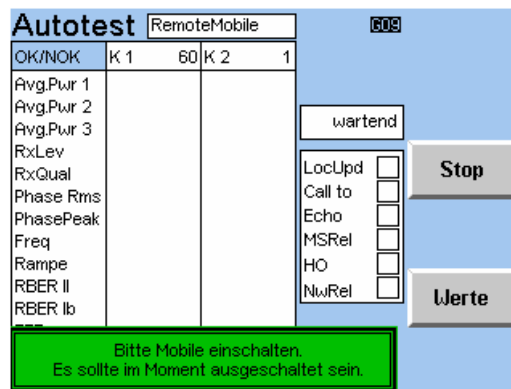 Autotest RemoteMobile G09
OK/NOK K 1 60 K 2 1
Avg.Pwr 1
Avg.Pwr 2
Avg.Pwr 3
RxLev
RxQual
Phase Rms
PhasePeak
Freq
Rampe
RBER II
RBER Ib
wartend
LocUpd
Call to
Echo
MSRel
HO
NwRel
Stop
Werte
Bitte Mobile einschalten.
Es sollte im Moment ausgeschaltet sein.